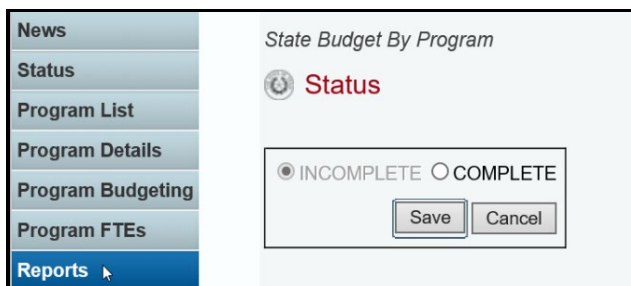 News
Status
Program List
Program Details
Program Budgeting
Program FTEs
Reports
State Budget By Program
Status
INCOMPLETE COMPLETE
Save Cancel